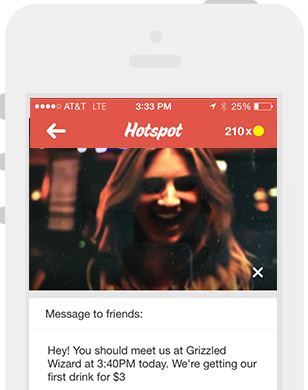 AT&T LTE 3:33 PM 25%
Hotspot 210x
Message to friends:
Hey! You should meet us at Grizzled
Wizard at 3:40PM today. We're getting our
first drink for $3